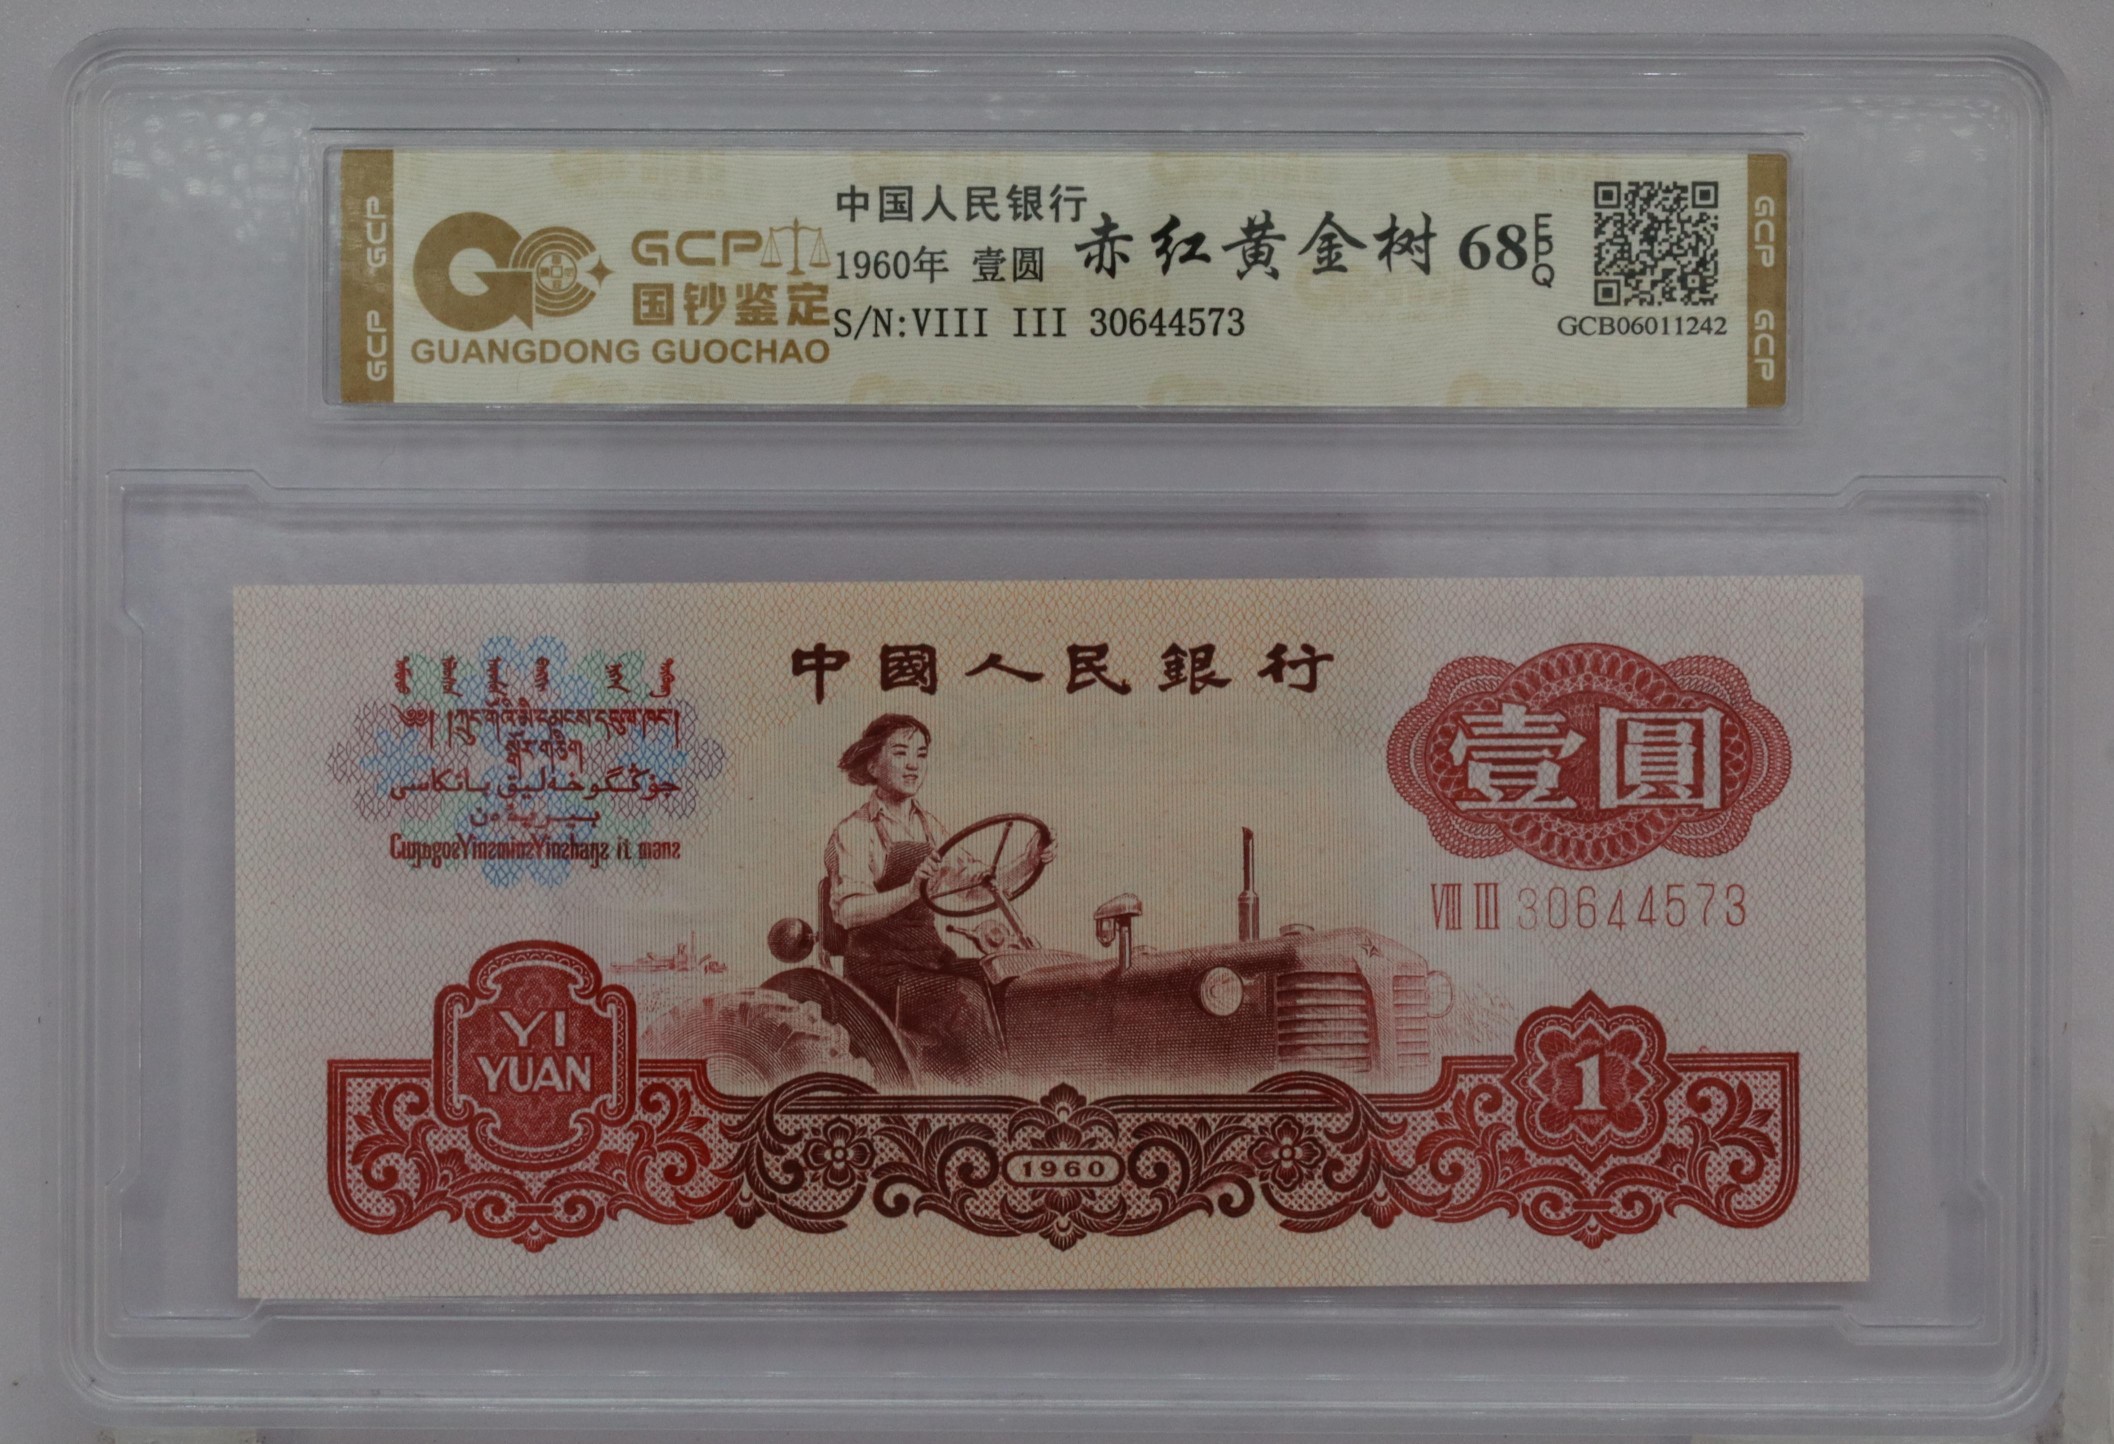 GCP GCP
GCP
国钞鉴定
GUANGDONG GUOCHAO
中国人民银行
1960年 壹圆
S/N:VIII III 30644573
赤红黄金树
68 EPQ
GCB06011242
GCP GCP
中國人民銀行
壹圓
VIII III 30644573
YI
YUAN
1960
1